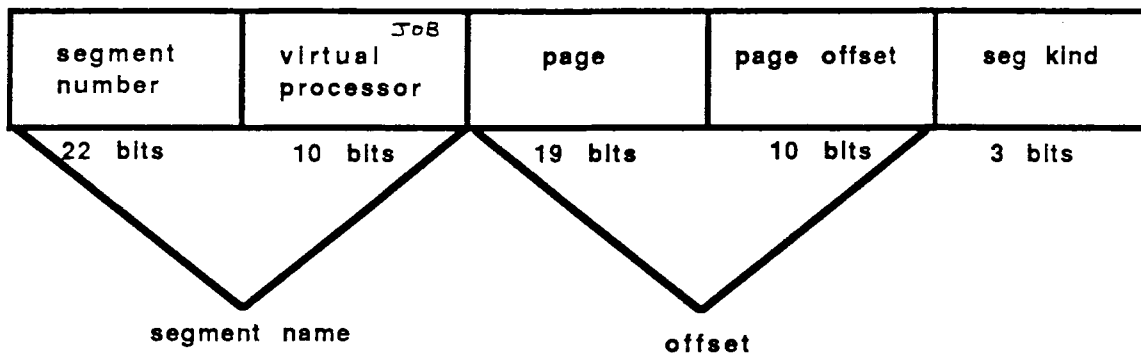 segment
number
virtual
processor
JOB
page
page offset
seg kind
22 bits
10 bits
19 bits
10 bits
3 bits
segment name
offset